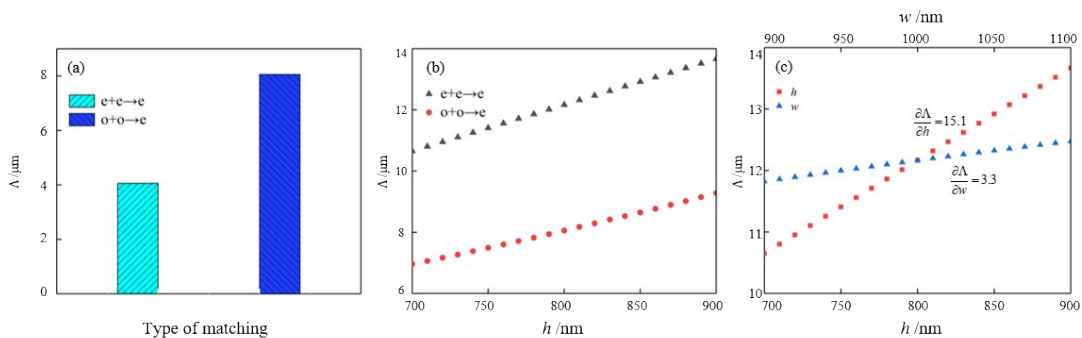 (a)
e+e→e
o+o→e
8
6
4
2
0
Λ /μm
Type of matching
(b)
e+e→e
o+o→e
14
12
10
8
6
Λ /μm
700 750 800 850 900
h /nm
w /nm
900 950 1000 1050 1100
(c)
h
w
∂Λ/∂h =15.1
∂Λ/∂w =3.3
14
13
12
11
10
Λ /μm
700 750 800 850 900
h /nm